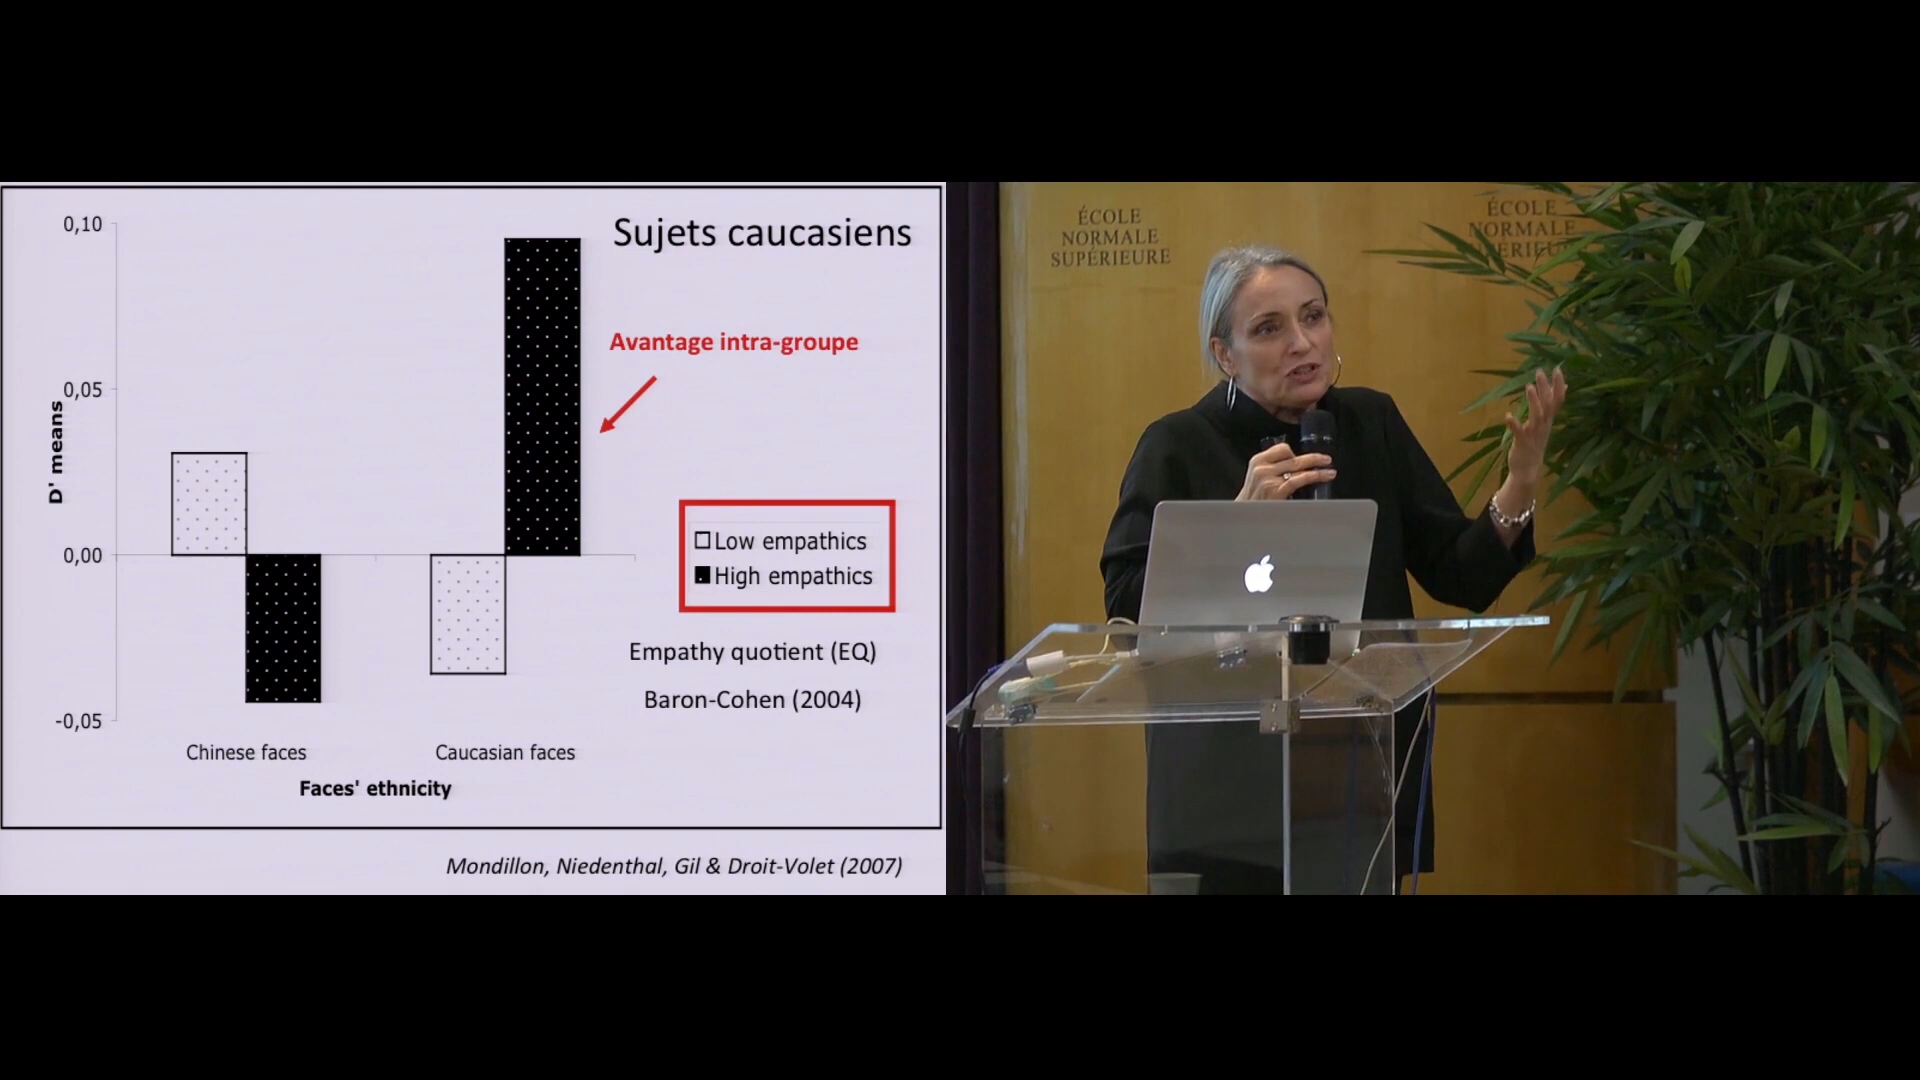 0,10
0,05
0,00
-0,05
D' means
Chinese faces
Caucasian faces
Faces' ethnicity
Sujets caucasiens
Avantage intra-groupe
Low empathics
High empathics
Empathy quotient (EQ)
Baron-Cohen (2004)
Mondillon, Niedenthal, Gil & Droit-Volet (2007)
ÉCOLE
NORMALE
SUPÉRIEURE
ÉCOLE
NORMALE
SUPÉRIEURE